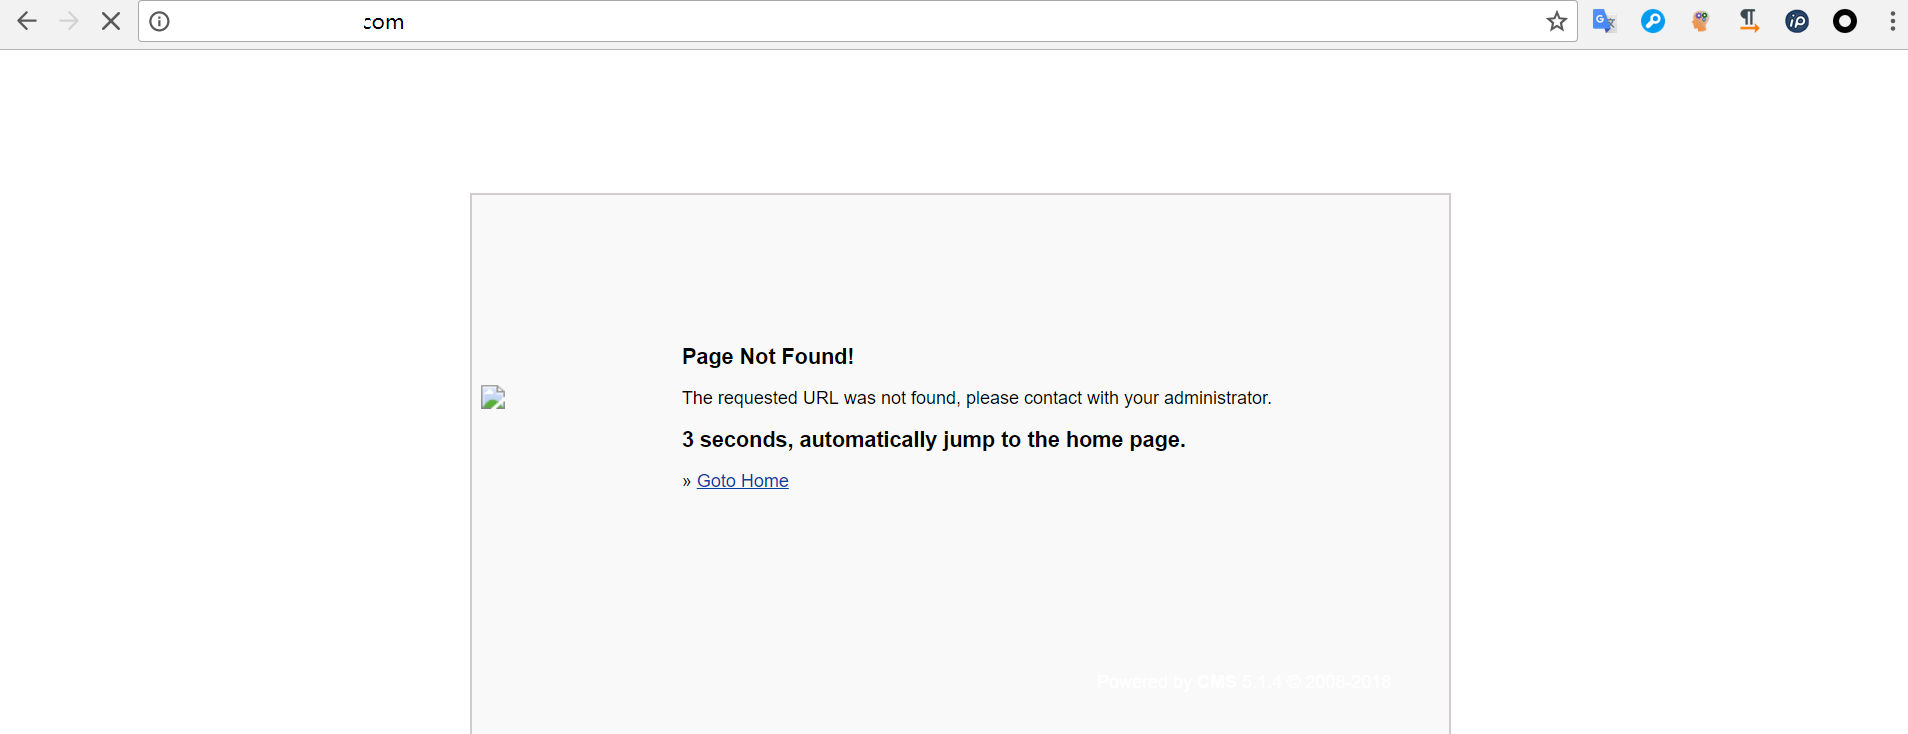 com
Page Not Found!
The requested URL was not found, please contact with your administrator.
3 seconds, automatically jump to the home page.
» Goto Home
Powered by CMS 5.1.4 © 2008-2018